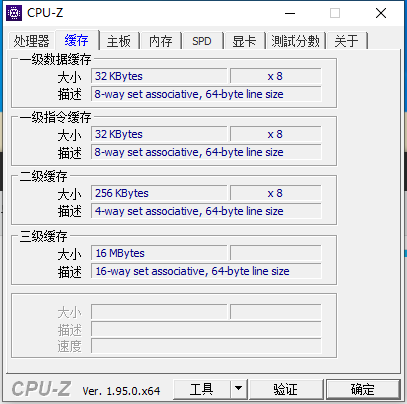 CPU-Z
处理器 缓存 主板 内存 SPD 显卡 測試分數 关于
一级数据缓存
大小 32 KBytes x 8
描述 8-way set associative, 64-byte line size
一级指令缓存
大小 32 KBytes x 8
描述 8-way set associative, 64-byte line size
二级缓存
大小 256 KBytes x 8
描述 4-way set associative, 64-byte line size
三级缓存
大小 16 MBytes
描述 16-way set associative, 64-byte line size
大小
描述
速度
CPU-Z Ver. 1.95.0.x64 工具 验证 确定